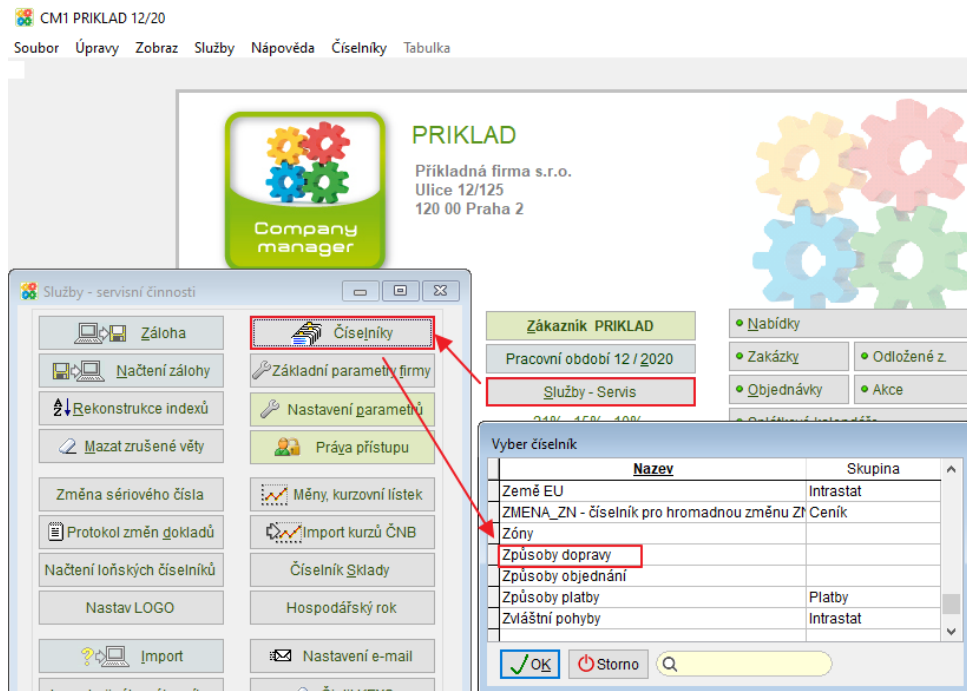 CM1 PRIKLAD 12/20
Soubor Úpravy Zobraz Služby Nápověda Číselníky Tabulka
PRIKLAD
Příkladná firma s.r.o.
Ulice 12/125
120 00 Praha 2
Company
manager
Služby - servisní činnosti
Záloha
Číselníky
Načtení zálohy
Základní parametry firmy
Rekonstrukce indexů
Nastavení parametrů
Mazat zrušené věty
Práva přístupu
Změna sériového čísla
Měny, kurzovní lístek
Protokol změn dokladů
Import kurzů ČNB
Načtení loňských číselníků
Číselník Sklady
Nastav LOGO
Hospodářský rok
Import
Nastavení e-mail
Zákazník PRIKLAD
Pracovní období 12 / 2020
Služby - Servis
21% 15% 10%
Nabídky
Zakázky
Odložené z.
Objednávky
Akce
Vyber číselník
Nazev Skupina
Země EU Intrastat
ZMENA_ZN - číselník pro hromadnou změnu ZN Ceník
Zóny
Způsoby dopravy
Způsoby objednání
Způsoby platby Platby
Zvláštní pohyby Intrastat
OK Storno